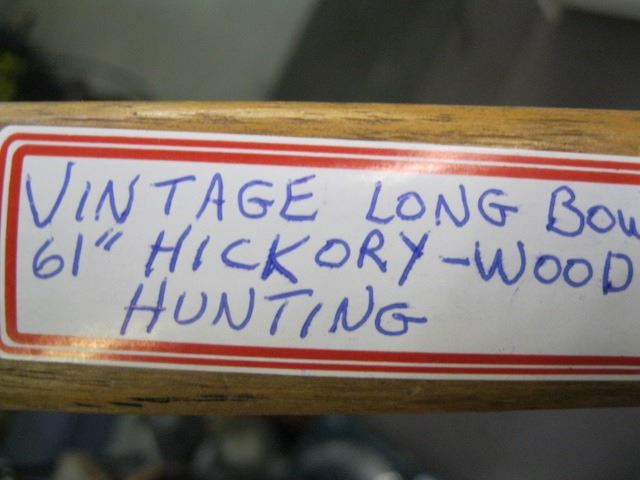 VINTAGE LONG BOW
61" HICKORY-WOOD
HUNTING